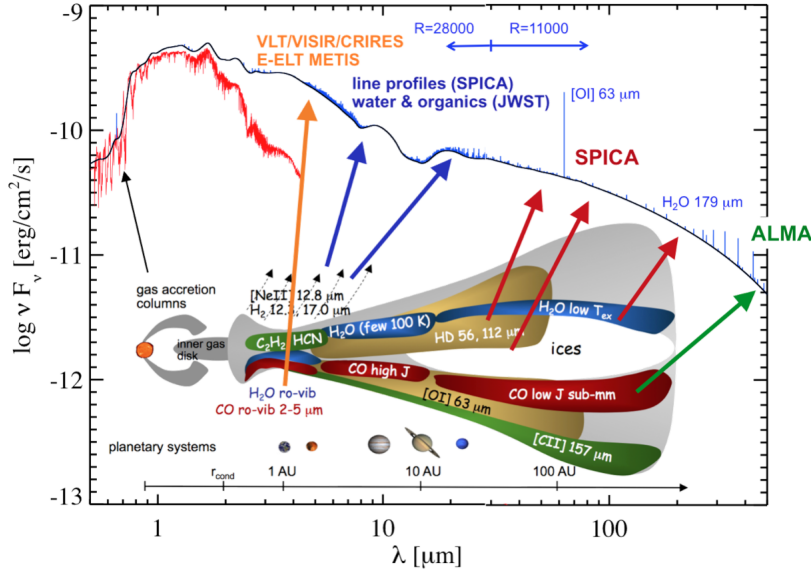 -9
-10
-11
-12
-13
log ν Fν [erg/cm²/s]
VLT/VISIR/CRIRES
E-ELT METIS
line profiles (SPICA)
water & organics (JWST)
R=28000
R=11000
[OI] 63 µm
SPICA
H₂O 179 µm
ALMA
gas accretion
columns
[NeII] 12.8 µm
H₂ 12.3, 17.0 µm
inner gas
disk
C₂H₂ HCN
H₂O (few 100 K)
HD 56, 112 µm
H₂O low Tex
ices
CO high J
CO low J sub-mm
H₂O ro-vib
CO ro-vib 2-5 µm
[OI] 63 µm
[CII] 157 µm
planetary systems
rcond
1 AU
10 AU
100 AU
1
10
100
λ [µm]